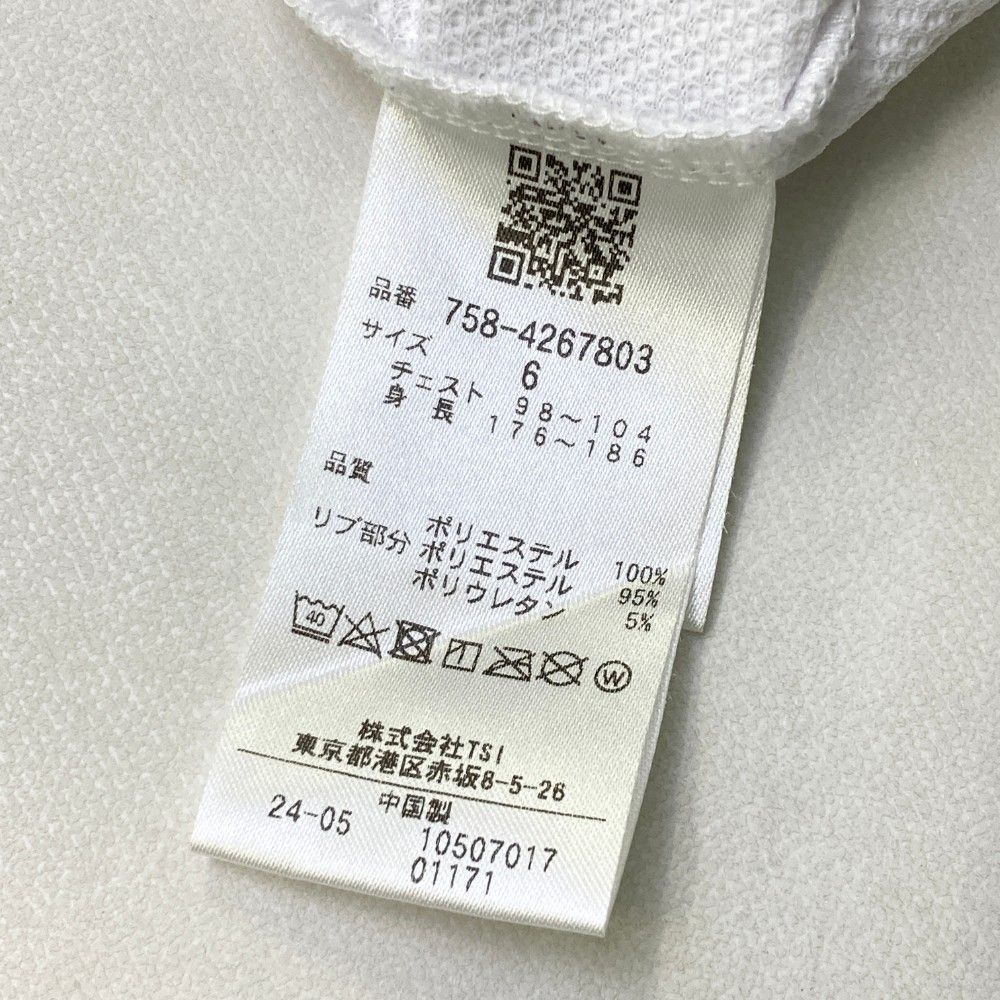 品番 758-4267803
サイズ 6
チェスト 98～104
身長 176～186
品質
ポリエステル 100%
リブ部分 ポリエステル 95%
ポリウレタン 5%
40 W
株式会社TSI
東京都港区赤坂8-5-26
中国製
24-05 10507017
01171